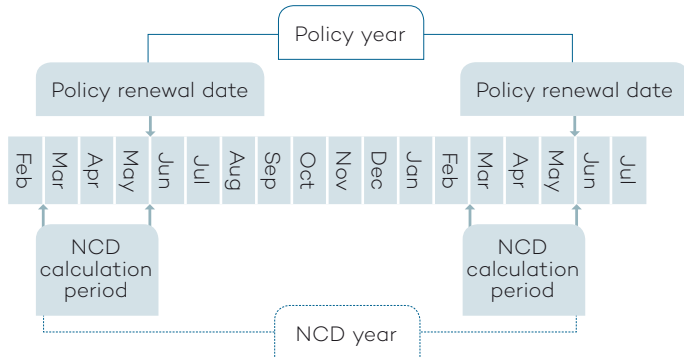 Policy year
Policy renewal date
Policy renewal date
Feb
Mar
Apr
May
Jun
Jul
Aug
Sep
Oct
Nov
Dec
Jan
Feb
Mar
Apr
May
Jun
Jul
NCD
calculation
period
NCD
calculation
period
NCD year